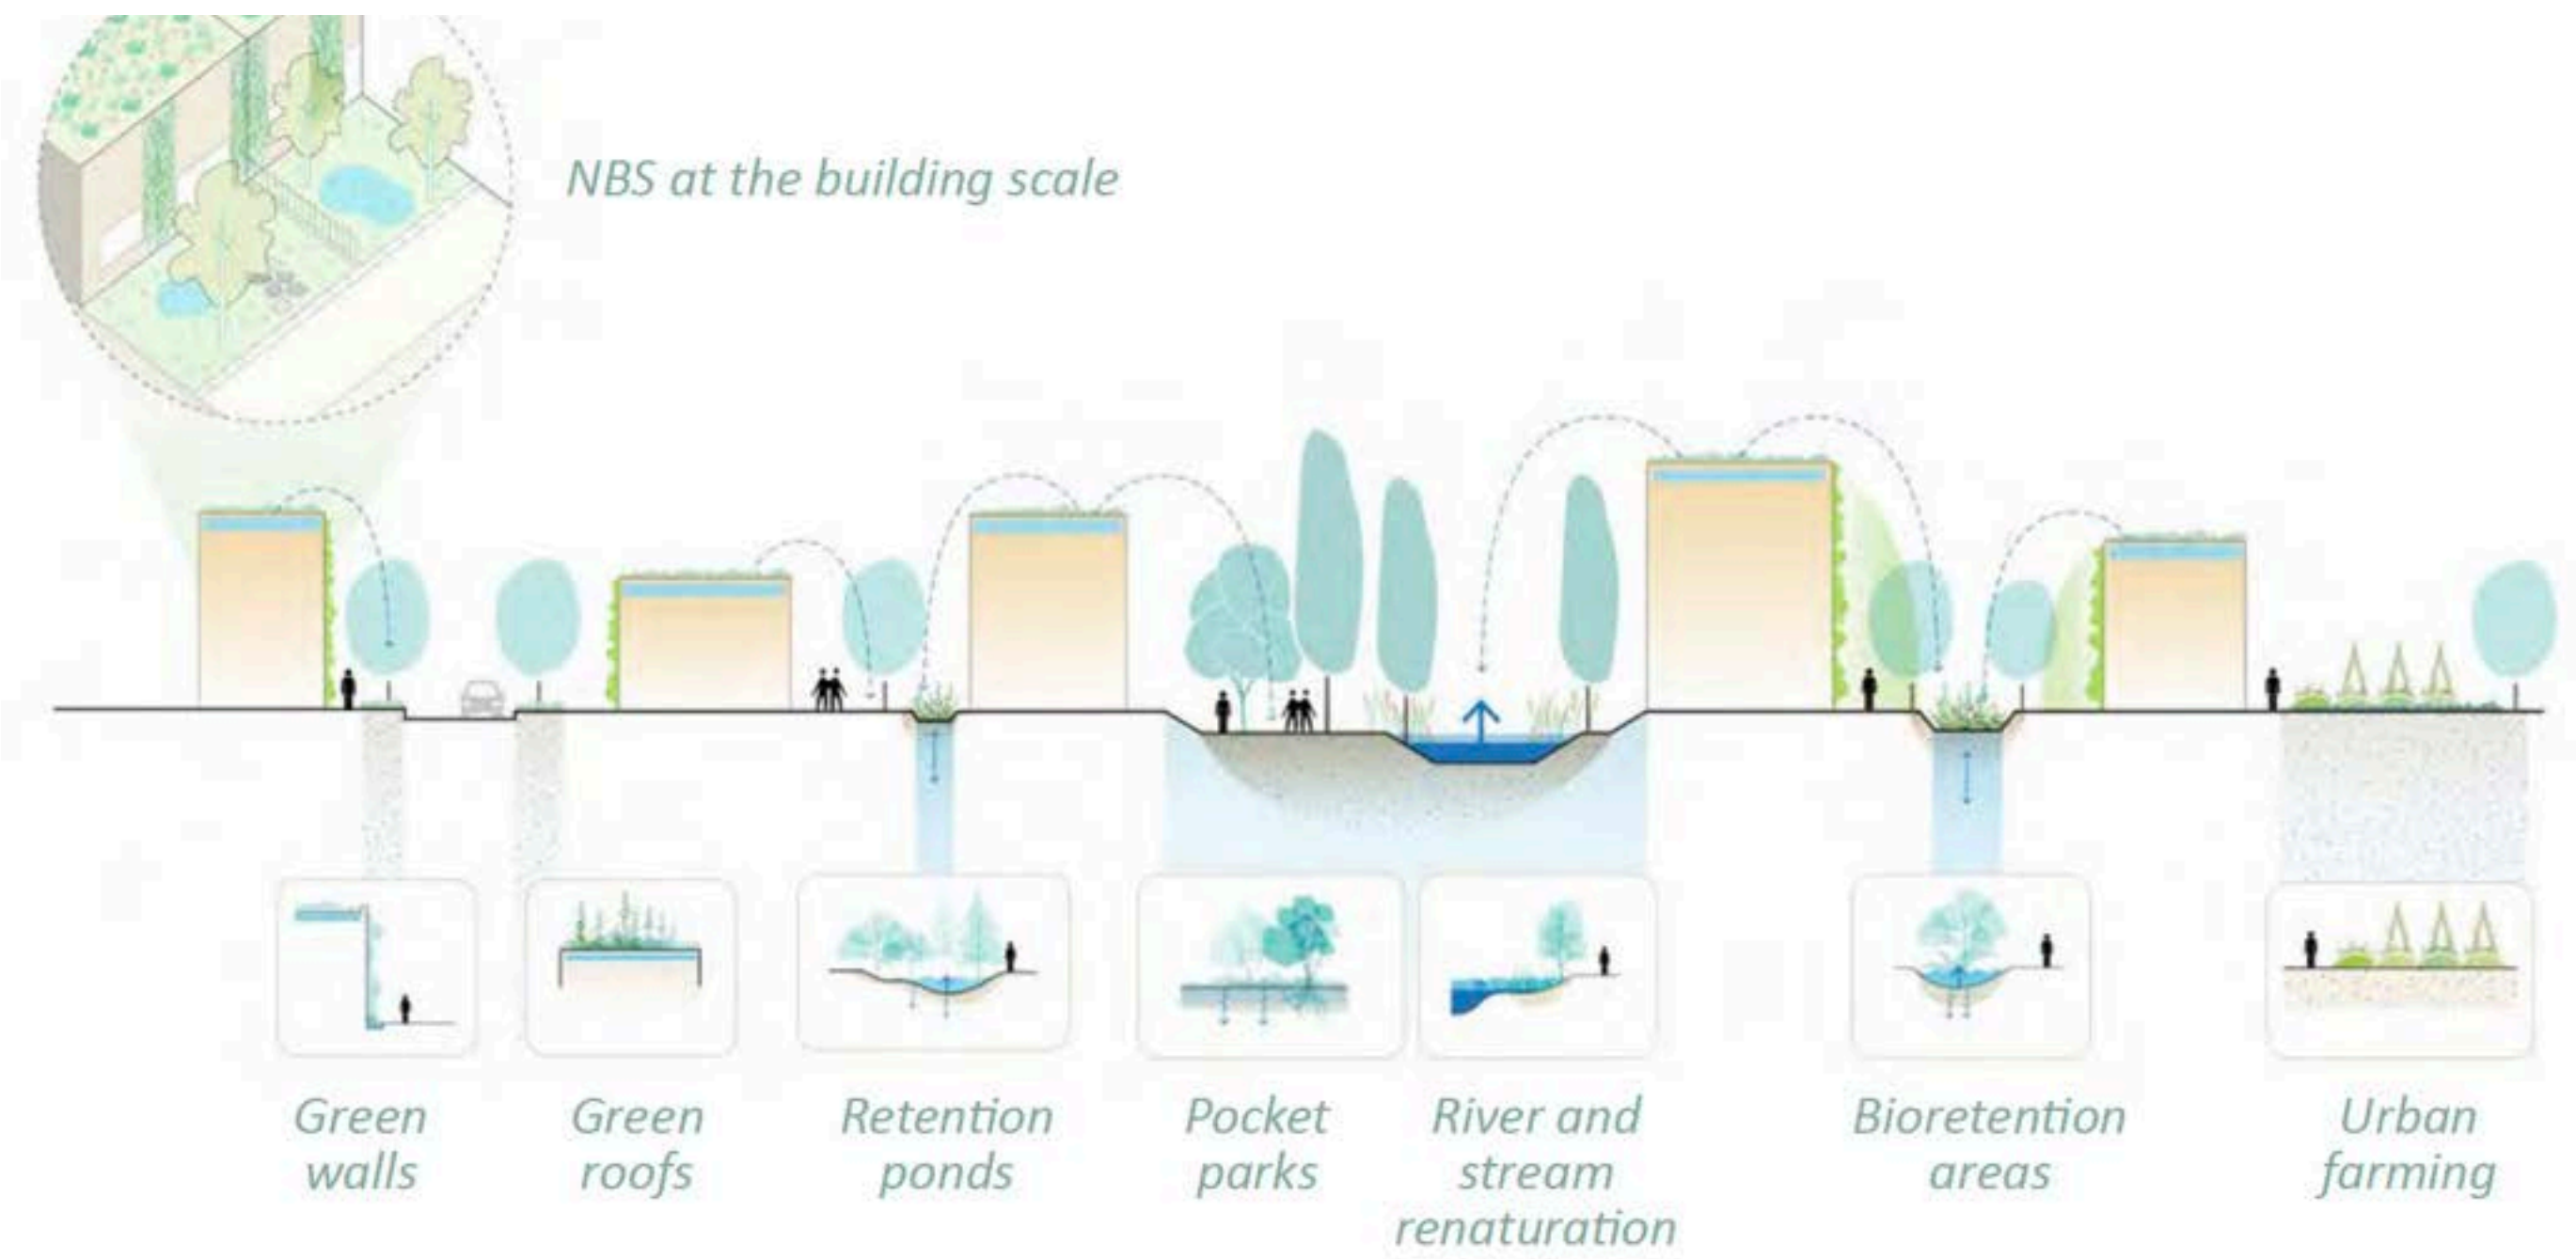 NBS at the building scale
Green
walls
Green
roofs
Retention
ponds
Pocket
parks
River and
stream
renaturation
Bioretention
areas
Urban
farming